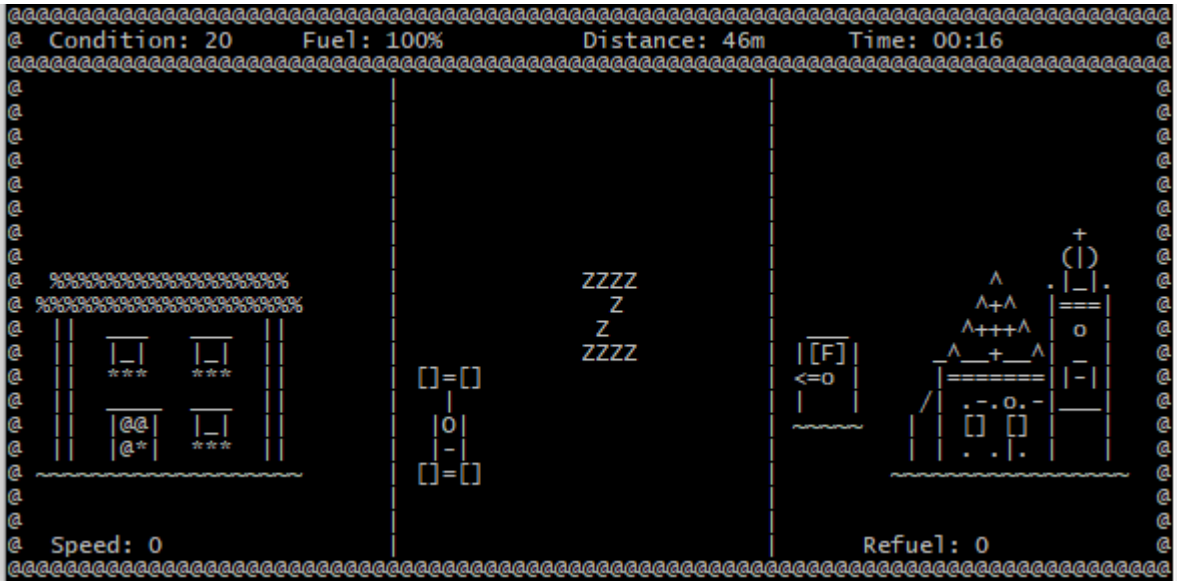 Condition: 20 Fuel: 100% Distance: 46m Time: 00:16
ZZZZ
Z
Z
ZZZZ
[F]
Speed: 0 Refuel: 0